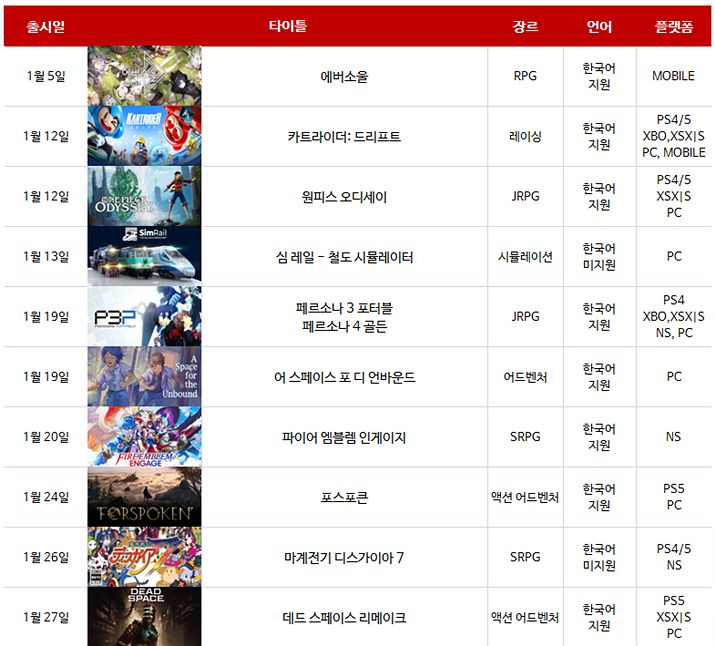 출시일 타이틀 장르 언어 플랫폼
1월 5일 에버소울 에버소울 RPG 한국어
지원 MOBILE
1월 12일 KARTRIDER 카트라이더: 드리프트 레이싱 한국어
지원 PS4/5
XBO,XSX|S
PC, MOBILE
1월 12일 ONE PIECE
ODYSSEY 원피스 오디세이 JRPG 한국어
지원 PS4/5
XSX|S
PC
1월 13일 SimRail 심 레일 - 철도 시뮬레이터 시뮬레이션 한국어
미지원 PC
1월 19일 P3P 페르소나 3 포터블
페르소나 4 골든 JRPG 한국어
지원 PS4
XBO,XSX|S
NS, PC
1월 19일 A
Space
for the
Unbound 어 스페이스 포 디 언바운드 어드벤처 한국어
지원 PC
1월 20일 FIRE EMBLEM
ENGAGE 파이어 엠블렘 인게이지 SRPG 한국어
지원 NS
1월 24일 FORSPOKEN 포스포큰 액션 어드벤처 한국어
지원 PS5
PC
1월 26일 ディスガイア7 마계전기 디스가이아 7 SRPG 한국어
미지원 PS4/5
NS
1월 27일 DEAD
SPACE 데드 스페이스 리메이크 액션 어드벤처 한국어
지원 PS5
XSX|S
PC